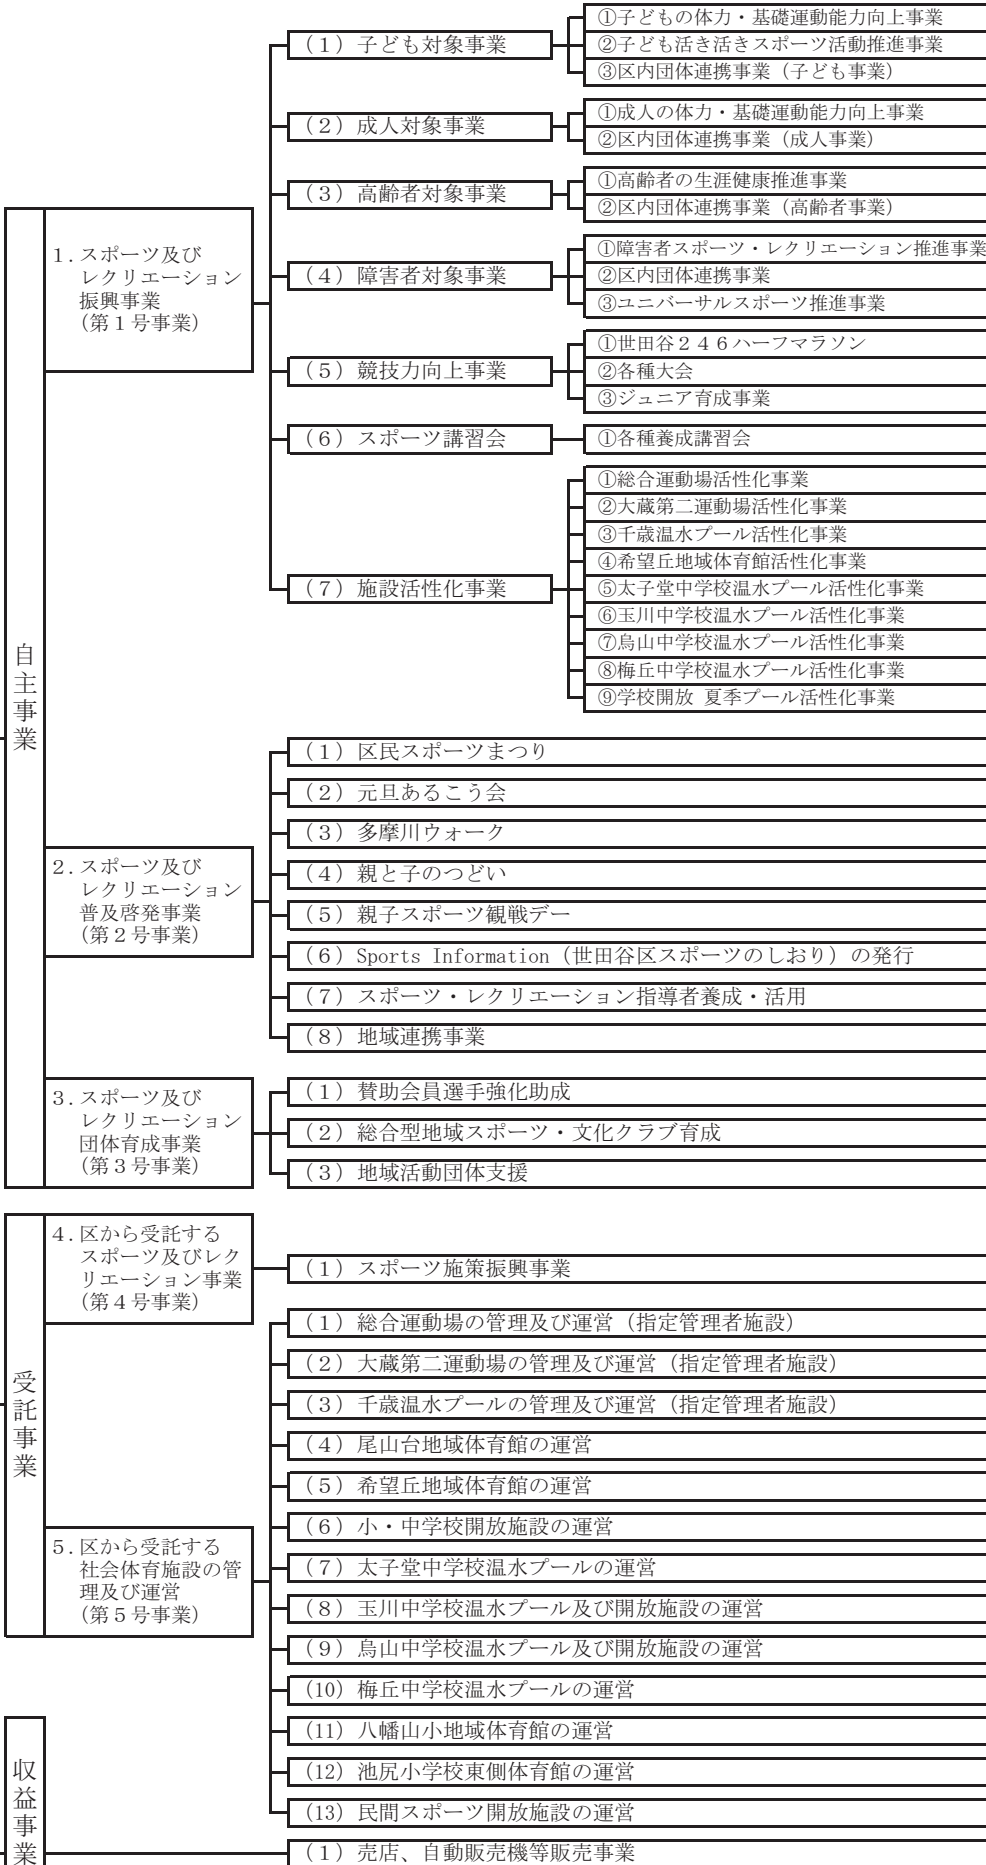 自主事業
1. スポーツ及び
レクリエーション
振興事業
(第１号事業)
(１) 子ども対象事業
①子どもの体力・基礎運動能力向上事業
②子ども活き活きスポーツ活動推進事業
③区内団体連携事業 (子ども事業)
(２) 成人対象事業
①成人の体力・基礎運動能力向上事業
②区内団体連携事業 (成人事業)
(３) 高齢者対象事業
①高齢者の生涯健康推進事業
②区内団体連携事業 (高齢者事業)
(４) 障害者対象事業
①障害者スポーツ・レクリエーション推進事業
②区内団体連携事業
③ユニバーサルスポーツ推進事業
(５) 競技力向上事業
①世田谷２４６ハーフマラソン
②各種大会
③ジュニア育成事業
(６) スポーツ講習会
①各種養成講習会
(７) 施設活性化事業
①総合運動場活性化事業
②大蔵第二運動場活性化事業
③千歳温水プール活性化事業
④希望丘地域体育館活性化事業
⑤太子堂中学校温水プール活性化事業
⑥玉川中学校温水プール活性化事業
⑦烏山中学校温水プール活性化事業
⑧梅丘中学校温水プール活性化事業
⑨学校開放 夏季プール活性化事業
2. スポーツ及び
レクリエーション
普及啓発事業
(第２号事業)
(１) 区民スポーツまつり
(２) 元旦あるこう会
(３) 多摩川ウォーク
(４) 親と子のつどい
(５) 親子スポーツ観戦デー
(６) Sports Information (世田谷区スポーツのしおり) の発行
(７) スポーツ・レクリエーション指導者養成・活用
(８) 地域連携事業
3. スポーツ及び
レクリエーション
団体育成事業
(第３号事業)
(１) 賛助会員選手強化助成
(２) 総合型地域スポーツ・文化クラブ育成
(３) 地域活動団体支援
受託事業
4. 区から受託する
スポーツ及びレク
リエーション事業
(第４号事業)
(１) スポーツ施策振興事業
5. 区から受託する
社会体育施設の管
理及び運営
(第５号事業)
(１) 総合運動場の管理及び運営 (指定管理者施設)
(２) 大蔵第二運動場の管理及び運営 (指定管理者施設)
(３) 千歳温水プールの管理及び運営 (指定管理者施設)
(４) 尾山台地域体育館の運営
(５) 希望丘地域体育館の運営
(６) 小・中学校開放施設の運営
(７) 太子堂中学校温水プールの運営
(８) 玉川中学校温水プール及び開放施設の運営
(９) 烏山中学校温水プール及び開放施設の運営
(10) 梅丘中学校温水プールの運営
(11) 八幡山小地域体育館の運営
(12) 池尻小学校東側体育館の運営
(13) 民間スポーツ開放施設の運営
収益事業
(１) 売店、自動販売機等販売事業